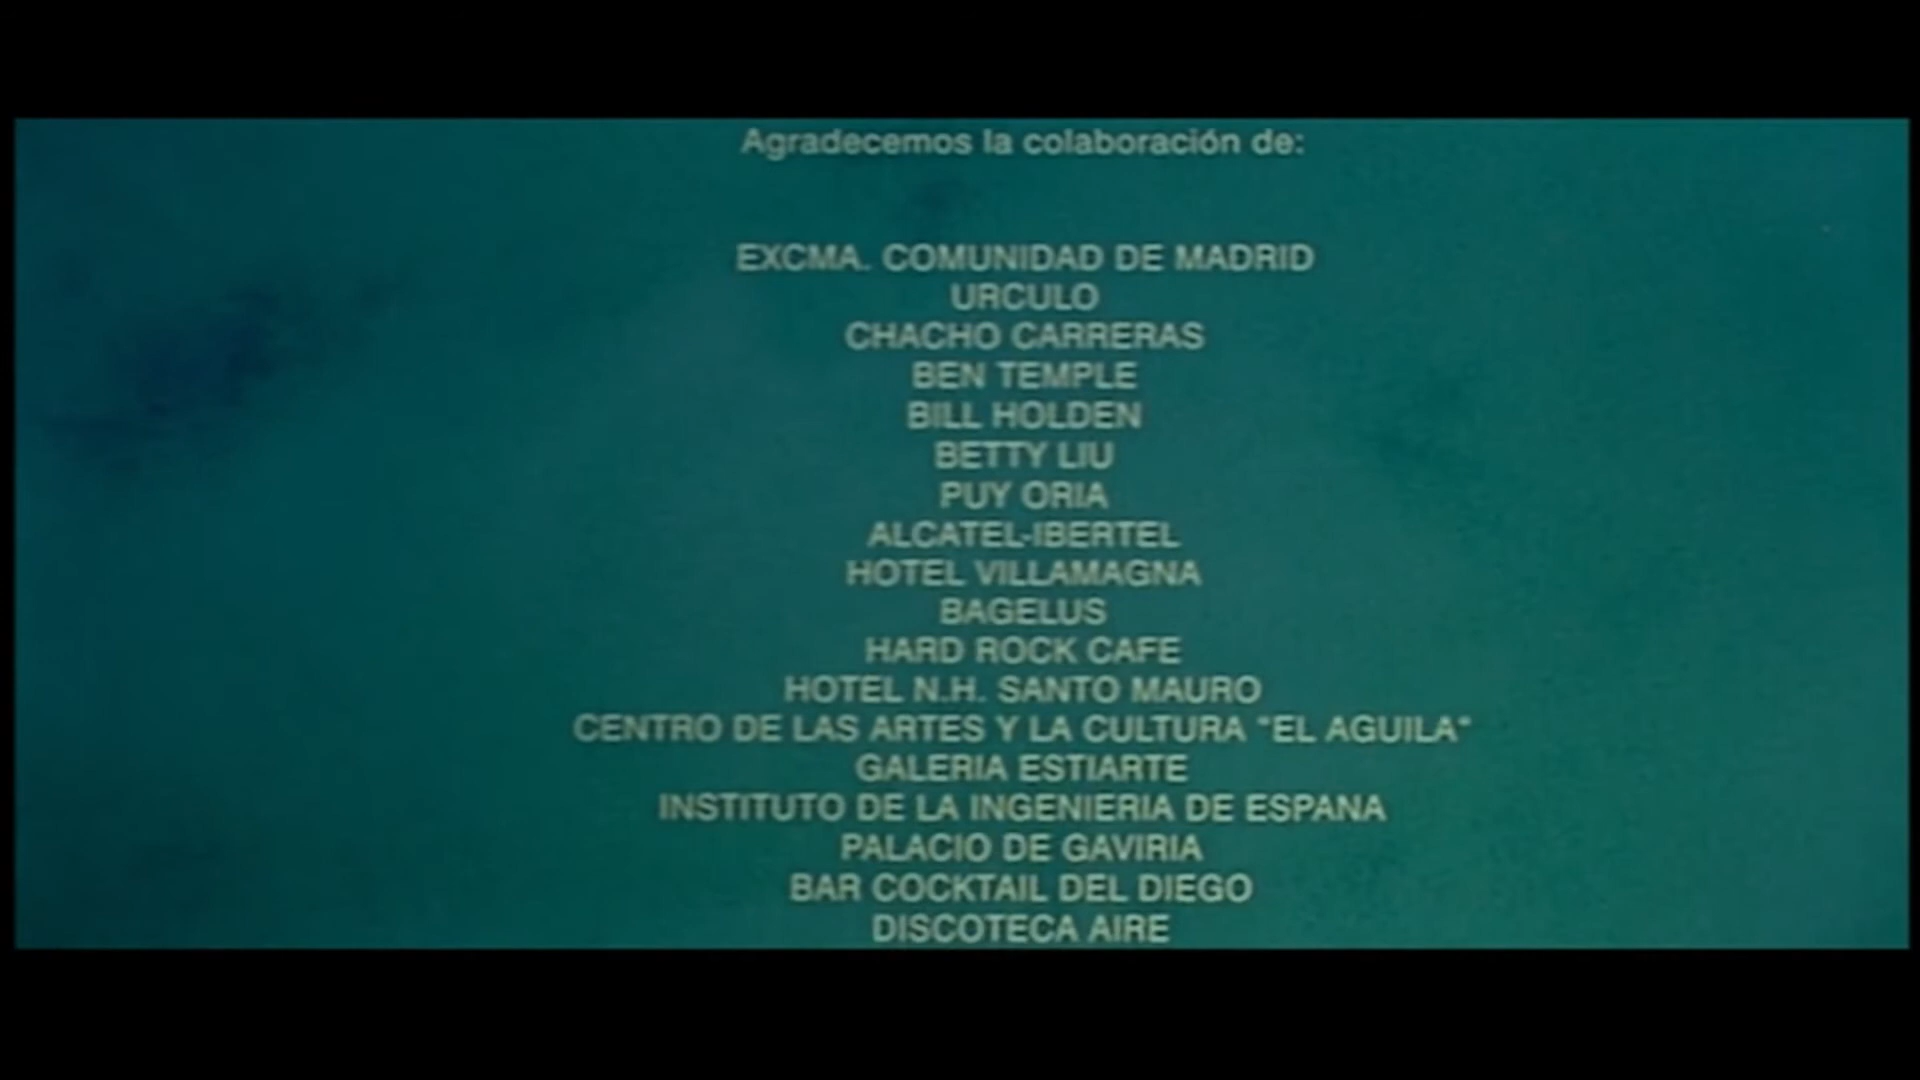 Agradecemos la colaboración de:
EXCMA. COMUNIDAD DE MADRID
URCULO
CHACHO CARRERAS
BEN TEMPLE
BILL HOLDEN
BETTY LIU
PUY ORIA
ALCATEL-IBERTEL
HOTEL VILLAMAGNA
BAGELUS
HARD ROCK CAFE
HOTEL N.H. SANTO MAURO
CENTRO DE LAS ARTES Y LA CULTURA "EL AGUILA"
GALERIA ESTIARTE
INSTITUTO DE LA INGENIERIA DE ESPANA
PALACIO DE GAVIRIA
BAR COCKTAIL DEL DIEGO
DISCOTECA AIRE